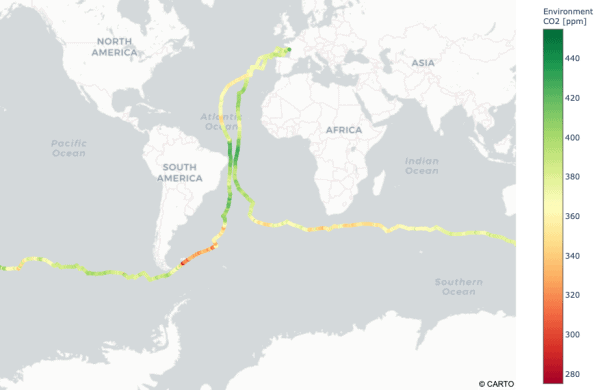 Environment
CO2 [ppm]
440
420
400
380
360
340
320
300
280
NORTH
AMERICA
ASIA
Atlantic
Ocean
AFRICA
Pacific
Ocean
SOUTH
AMERICA
Indian
Ocean
Southern
Ocean
© CARTO